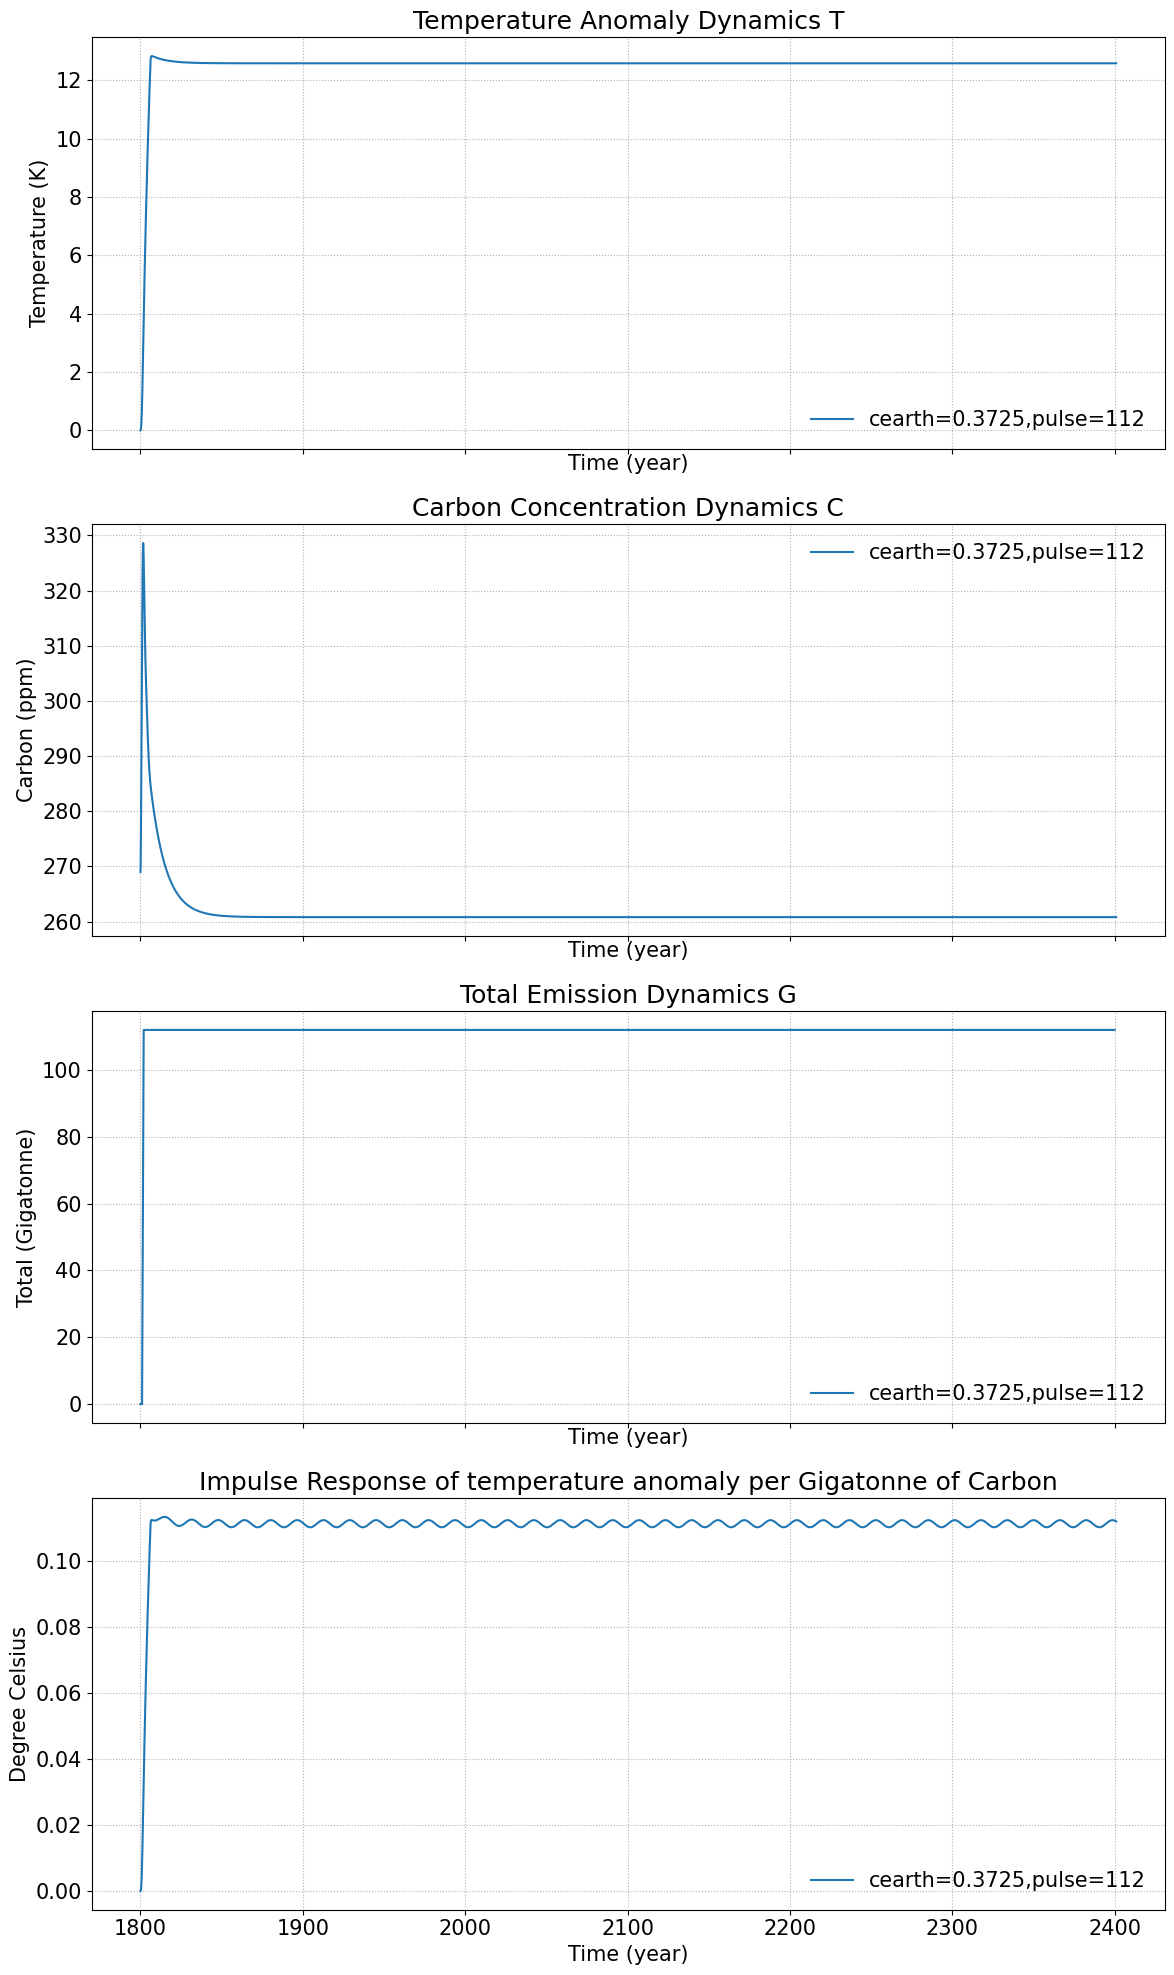 Temperature Anomaly Dynamics T
12
10
8
6
4
2
0
Temperature (K)
cearth=0.3725,pulse=112
Time (year)
Carbon Concentration Dynamics C
330
320
310
300
290
280
270
260
Carbon (ppm)
cearth=0.3725,pulse=112
Time (year)
Total Emission Dynamics G
100
80
60
40
20
0
Total (Gigatonne)
cearth=0.3725,pulse=112
Time (year)
Impulse Response of temperature anomaly per Gigatonne of Carbon
0.10
0.08
0.06
0.04
0.02
0.00
Degree Celsius
cearth=0.3725,pulse=112
1800 1900 2000 2100 2200 2300 2400
Time (year)